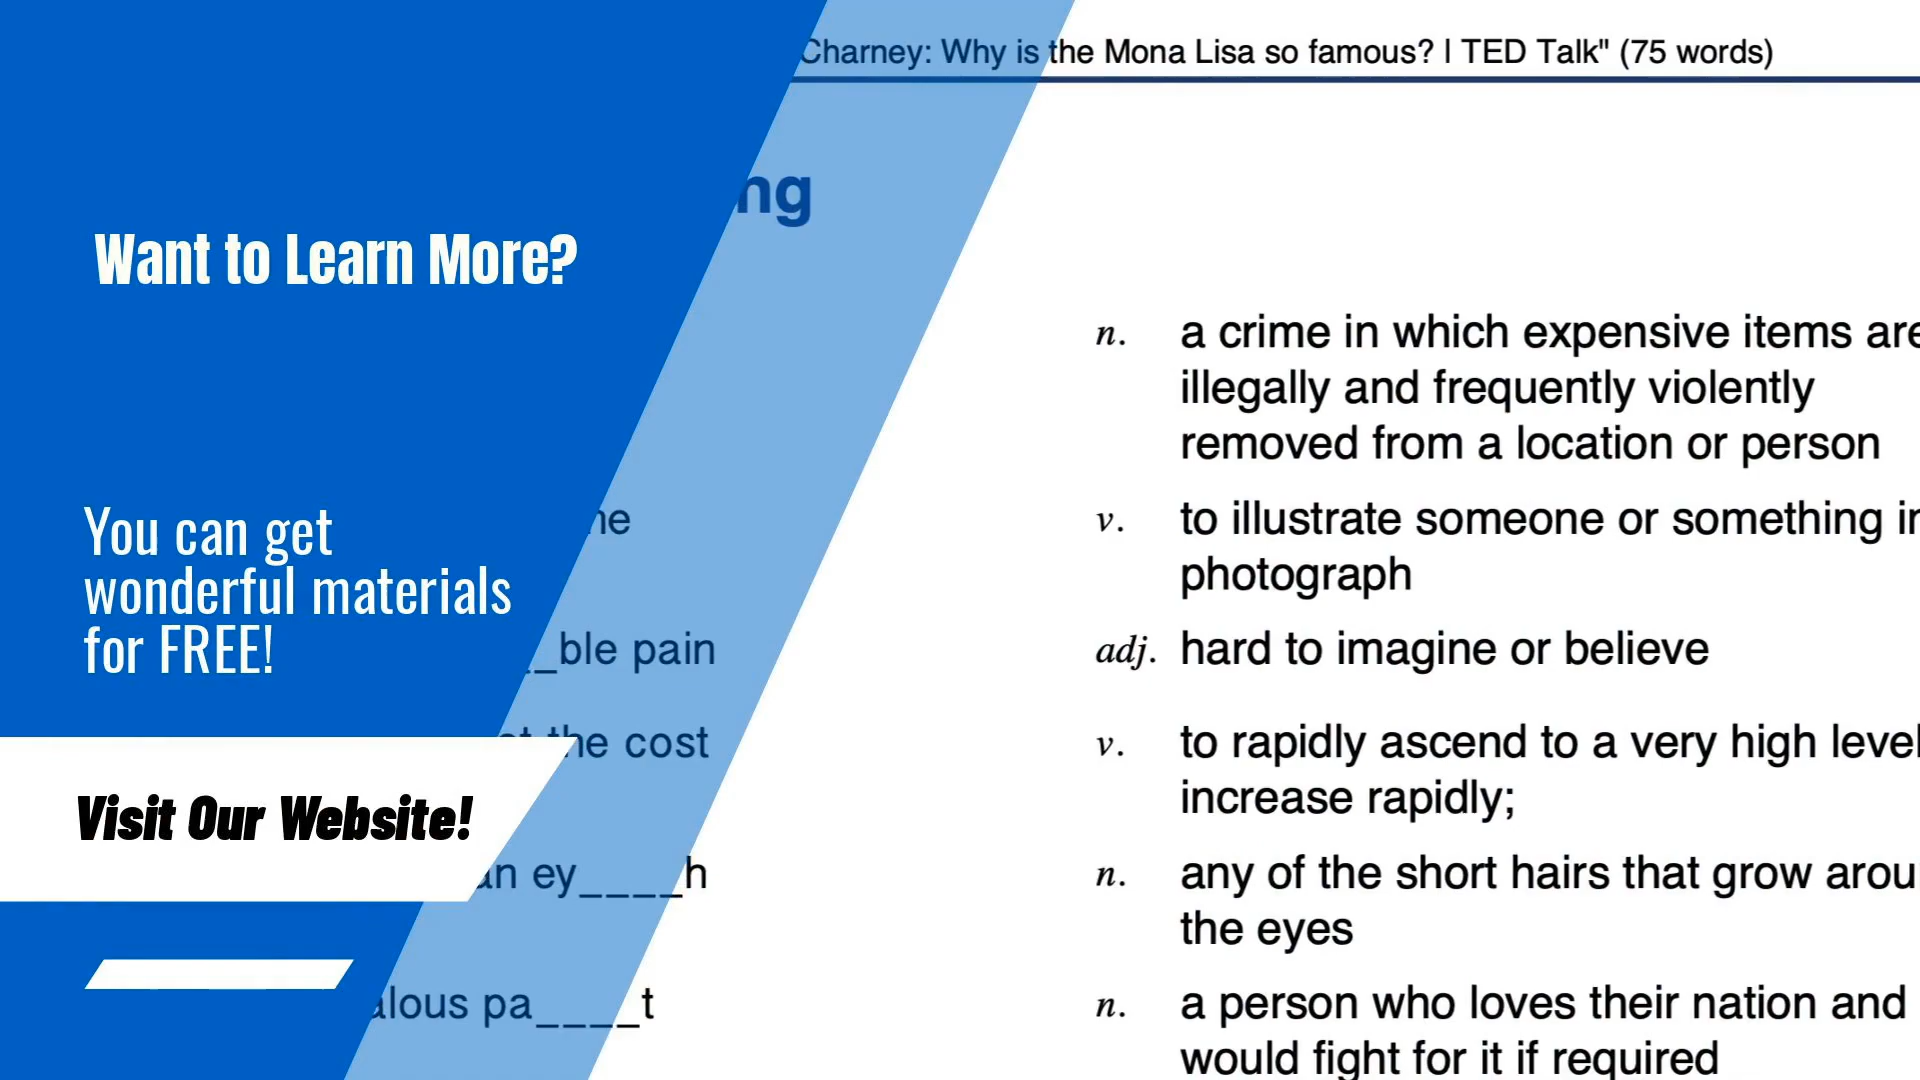 Charney: Why is the Mona Lisa so famous? | TED Talk" (75 words)
ng
Want to Learn More?
You can get
wonderful materials
for FREE!
Visit Our Website!
n. a crime in which expensive items are
illegally and frequently violently
removed from a location or person
v. to illustrate someone or something in
photograph
ble pain adj. hard to imagine or believe
the cost v. to rapidly ascend to a very high level
increase rapidly;
ey____h n. any of the short hairs that grow
the eyes
alous pa____t n. a person who loves their nation and
would fight for it if required